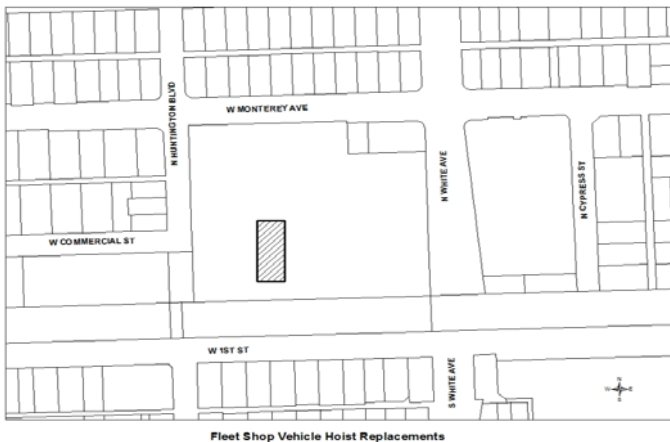 W MONTEREY AVE
N HUNTINGTON BLVD
N WHITE AVE
N CYPRESS ST
W COMMERCIAL ST
W 1ST ST
S WHITE AVE
N
W E
S
Fleet Shop Vehicle Hoist Replacements